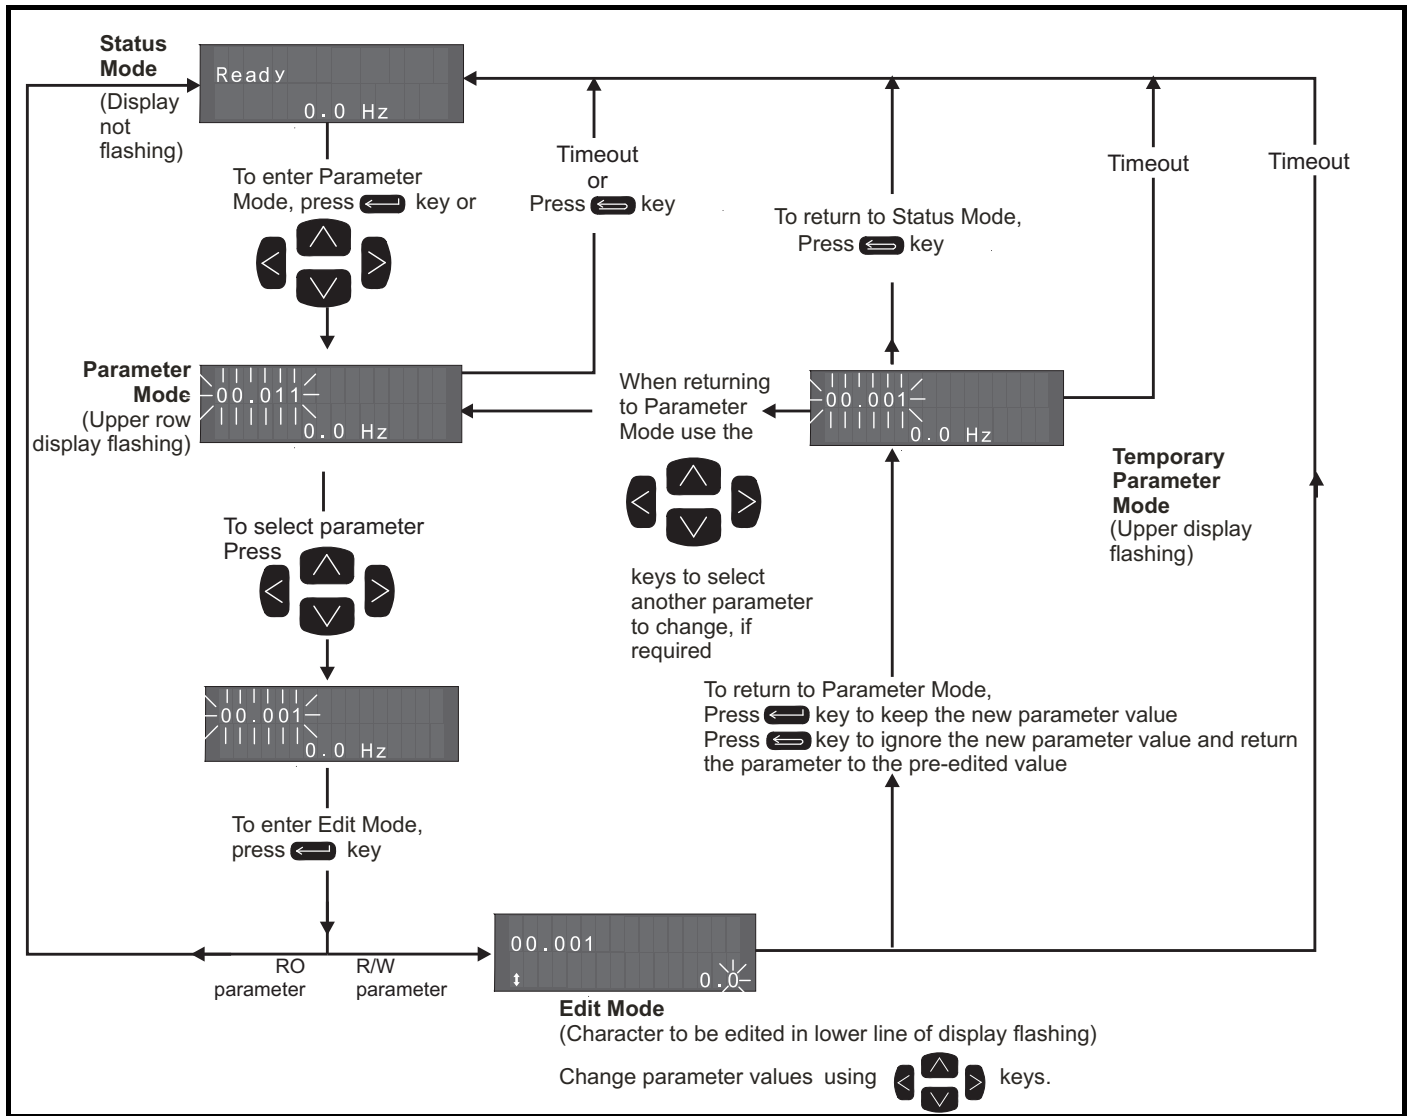 Status
Mode
(Display
not
flashing)
Ready
0.0 Hz
To enter Parameter
Mode, press key or
Timeout
or
Press key
To return to Status Mode,
Press key
Timeout
Timeout
Parameter
Mode
(Upper row
display flashing)
00.011
0.0 Hz
When returning
to Parameter
Mode use the
keys to select
another parameter
to change, if
required
00.001
0.0 Hz
Temporary
Parameter
Mode
(Upper display
flashing)
To select parameter
Press
00.001
0.0 Hz
To return to Parameter Mode,
Press key to keep the new parameter value
Press key to ignore the new parameter value and return
the parameter to the pre-edited value
To enter Edit Mode,
press key
RO
parameter
R/W
parameter
00.001
0.0
Edit Mode
(Character to be edited in lower line of display flashing)
Change parameter values using keys.